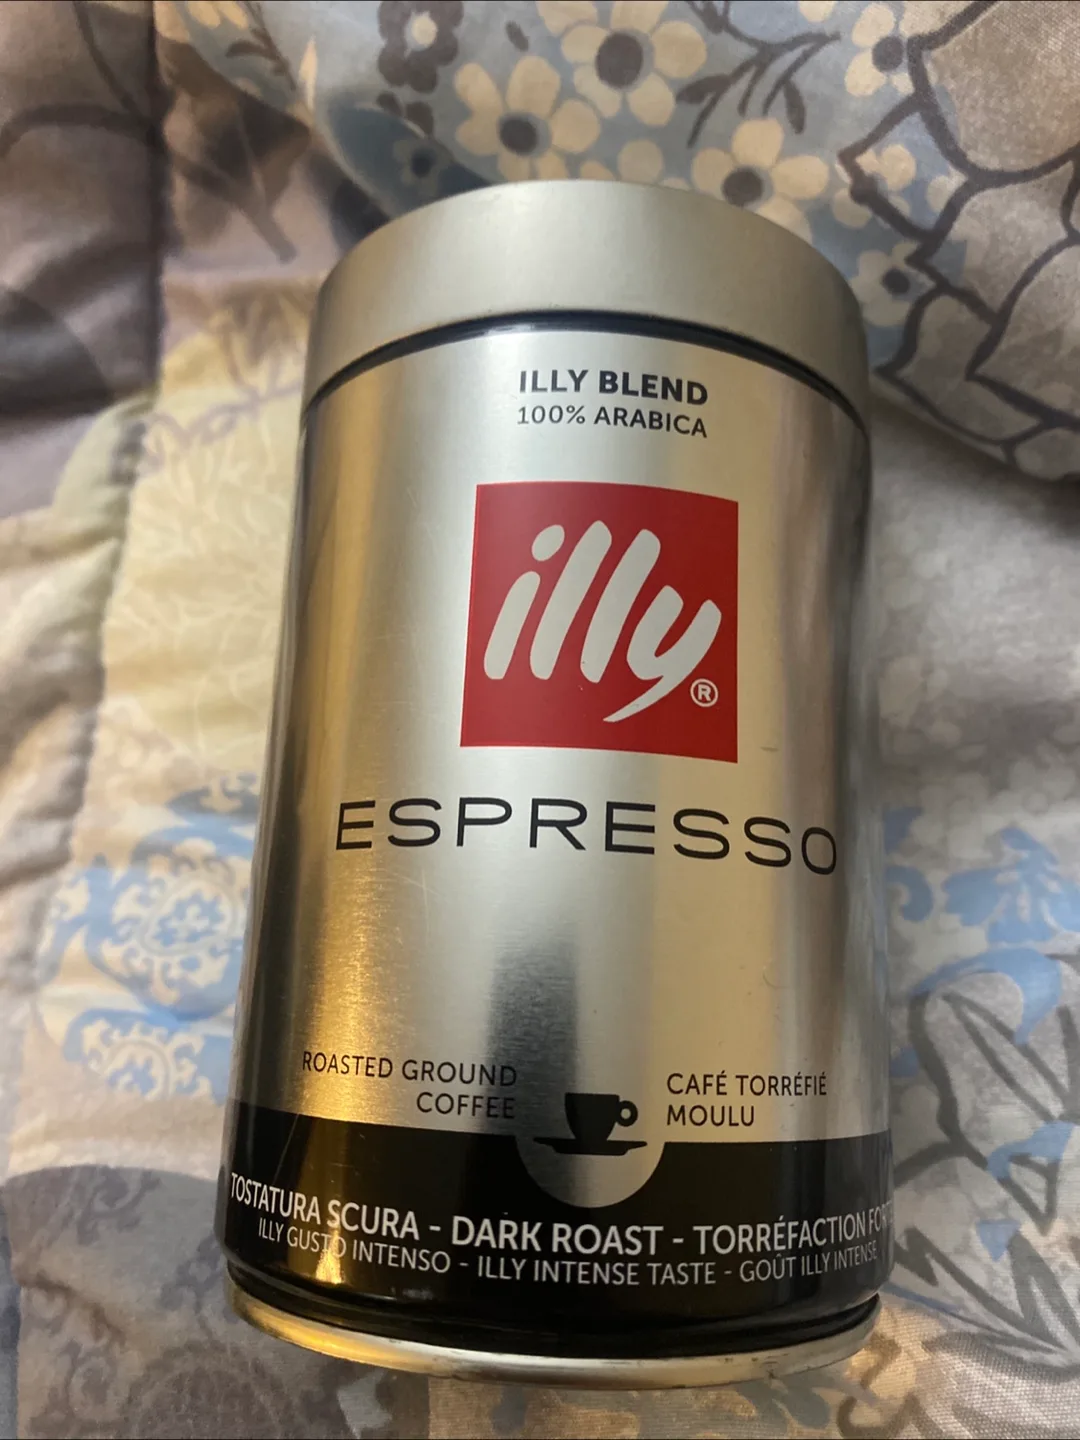 ILLY BLEND
100% ARABICA
illy®
ESPRESSO
ROASTED GROUND
COFFEE
CAFÉ TORRÉFIÉ
MOULU
TOSTATURA SCURA - DARK ROAST - TORRÉFACTION FORTE
ILLY GUSTO INTENSO - ILLY INTENSE TASTE - GOÛT ILLY INTENSE